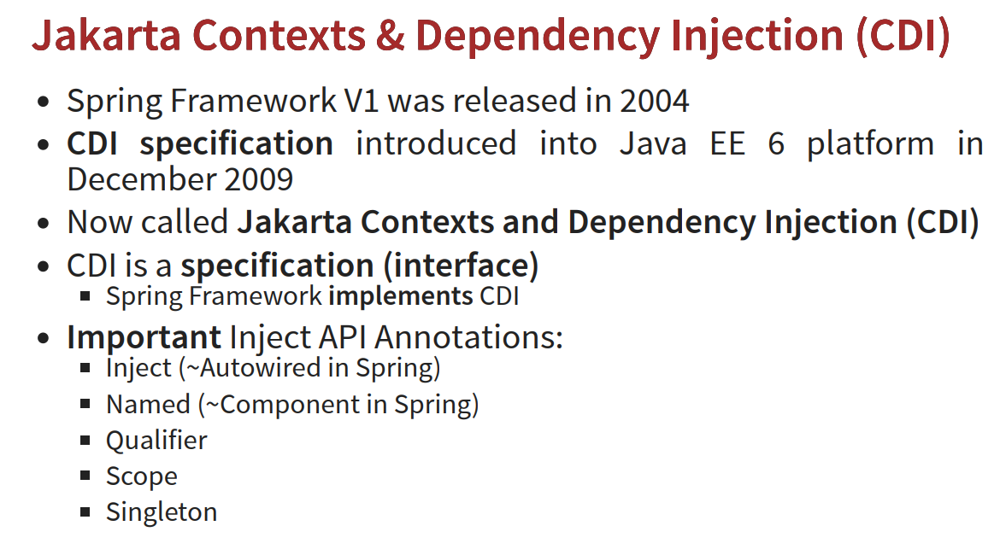 Jakarta Contexts & Dependency Injection (CDI)
• Spring Framework V1 was released in 2004
• CDI specification introduced into Java EE 6 platform in
December 2009
• Now called Jakarta Contexts and Dependency Injection (CDI)
• CDI is a specification (interface)
▪ Spring Framework implements CDI
• Important Inject API Annotations:
▪ Inject (~Autowired in Spring)
▪ Named (~Component in Spring)
▪ Qualifier
▪ Scope
▪ Singleton